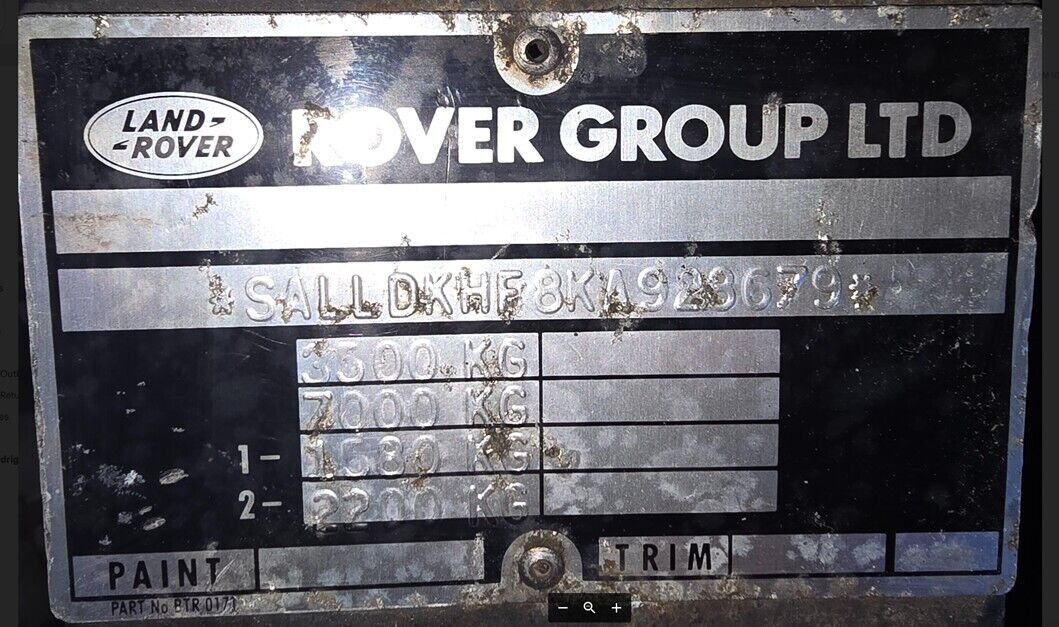 LAND-
-ROVER
ROVER GROUP LTD
3500 KG
7000 KG
1- 1580 KG
2- 2200 KG
PAINT
TRIM
PART No BTR 0171